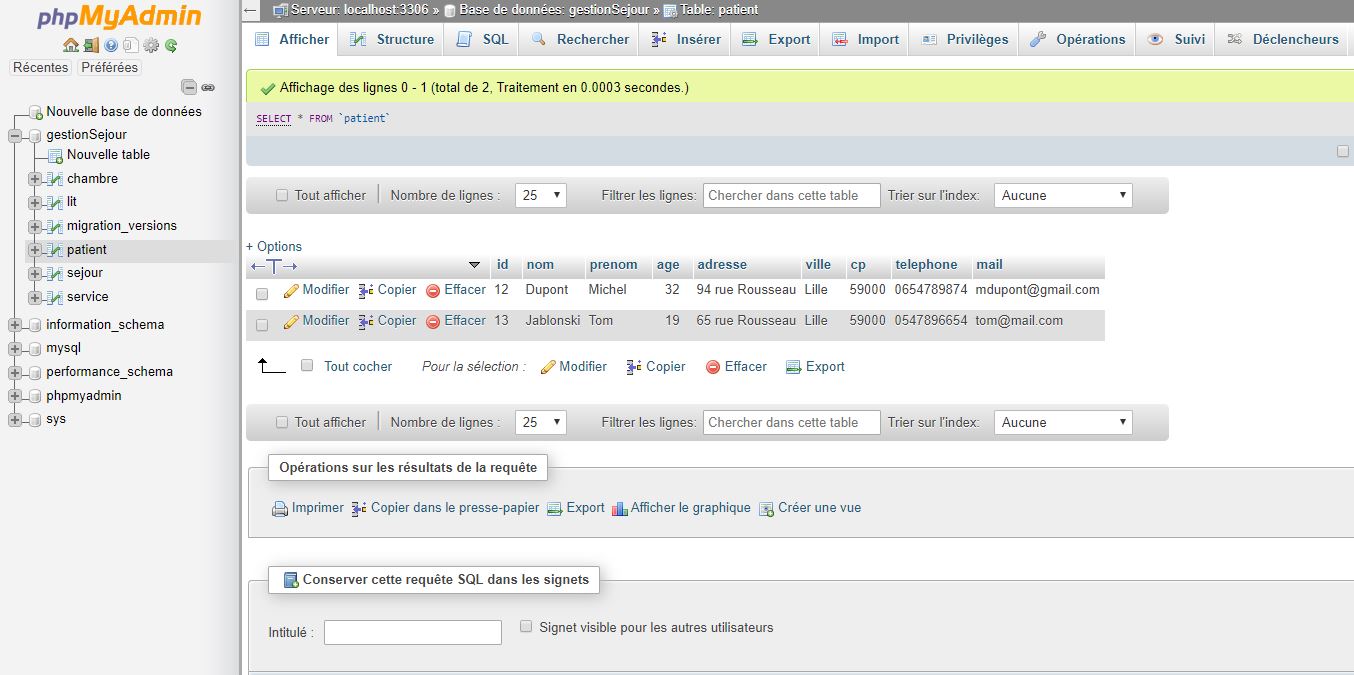 phpMyAdmin
Récentes Préférées
Nouvelle base de données
gestionSejour
Nouvelle table
chambre
lit
migration_versions
patient
sejour
service
information_schema
mysql
performance_schema
phpmyadmin
sys
Serveur: localhost:3306 » Base de données: gestionSejour » Table: patient
Afficher Structure SQL Rechercher Insérer Export Import Privilèges Opérations Suivi Déclencheurs
Affichage des lignes 0 - 1 (total de 2, Traitement en 0.0003 secondes.)
SELECT * FROM `patient`
Tout afficher Nombre de lignes : 25 Filtrer les lignes: Chercher dans cette table Trier sur l'index: Aucune
+ Options
id nom prenom age adresse ville cp telephone mail
Modifier Copier Effacer 12 Dupont Michel 32 94 rue Rousseau Lille 59000 0654789874 mdupont@gmail.com
Modifier Copier Effacer 13 Jablonski Tom 19 65 rue Rousseau Lille 59000 0547896654 tom@mail.com
Tout cocher Pour la sélection : Modifier Copier Effacer Export
Tout afficher Nombre de lignes : 25 Filtrer les lignes: Chercher dans cette table Trier sur l'index: Aucune
Opérations sur les résultats de la requête
Imprimer Copier dans le presse-papier Export Afficher le graphique Créer une vue
Conserver cette requête SQL dans les signets
Intitulé : Signet visible pour les autres utilisateurs